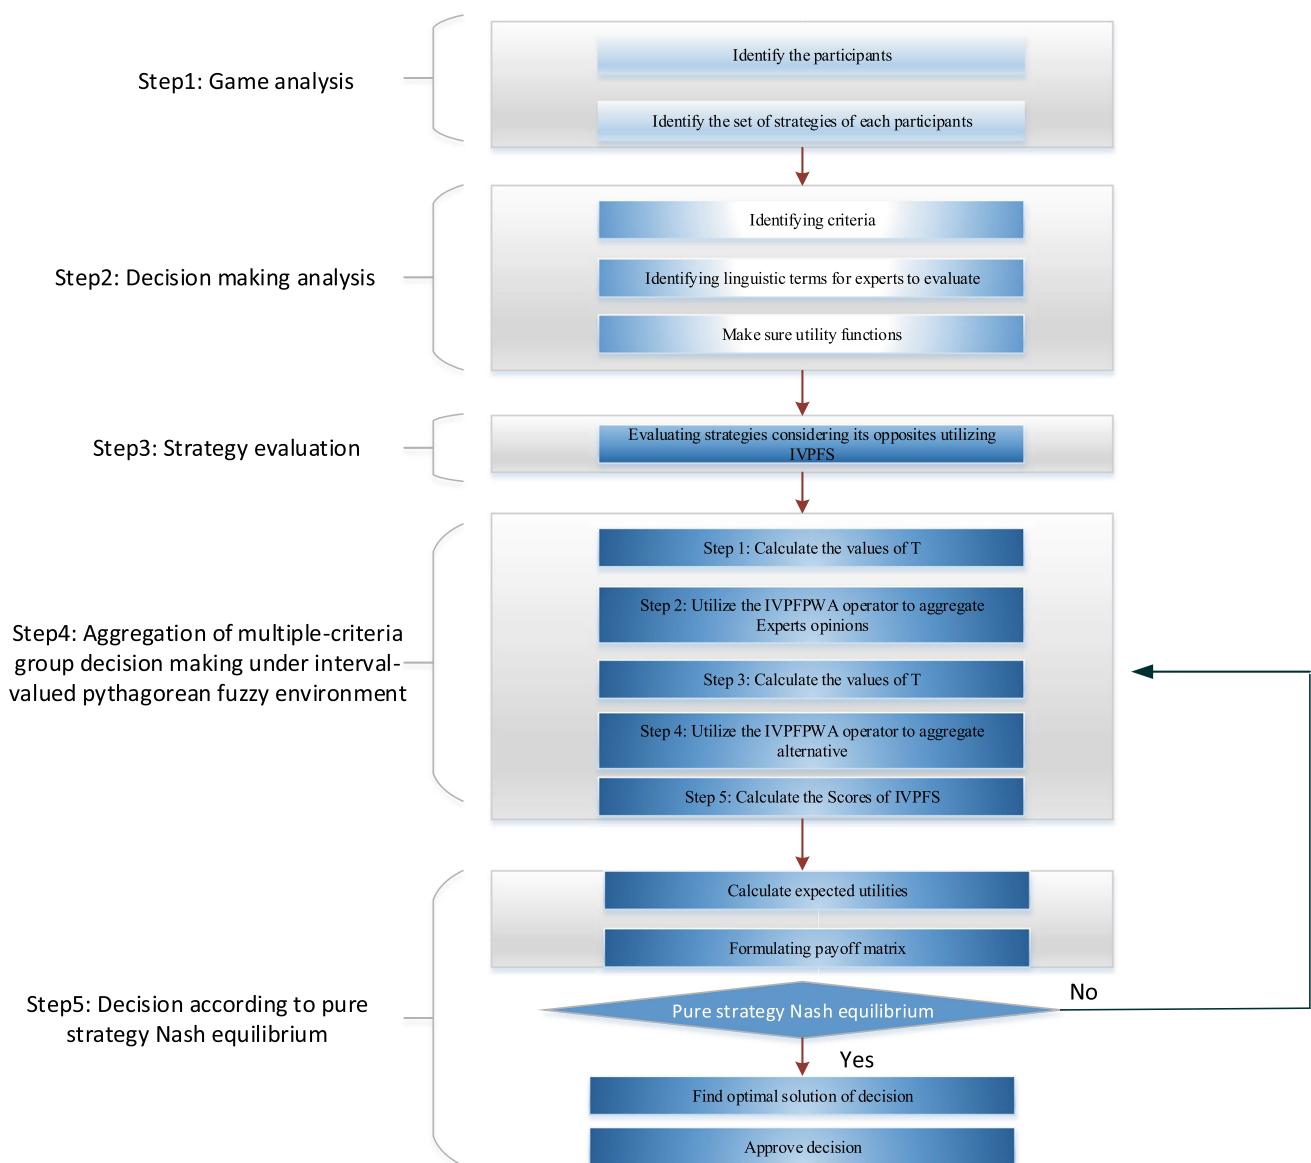 Step1: Game analysis
Identify the participants
Identify the set of strategies of each participants
Step2: Decision making analysis
Identifying criteria
Identifying linguistic terms for experts to evaluate
Make sure utility functions
Step3: Strategy evaluation
Evaluating strategies considering its opposites utilizing
IVPFS
Step4: Aggregation of multiple-criteria
group decision making under interval-
valued pythagorean fuzzy environment
Step 1: Calculate the values of T
Step 2: Utilize the IVPFPWA operator to aggregate
Experts opinions
Step 3: Calculate the values of T
Step 4: Utilize the IVPFPWA operator to aggregate
alternative
Step 5: Calculate the Scores of IVPFS
Step5: Decision according to pure
strategy Nash equilibrium
Calculate expected utilities
Formulating payoff matrix
Pure strategy Nash equilibrium
No
Yes
Find optimal solution of decision
Approve decision